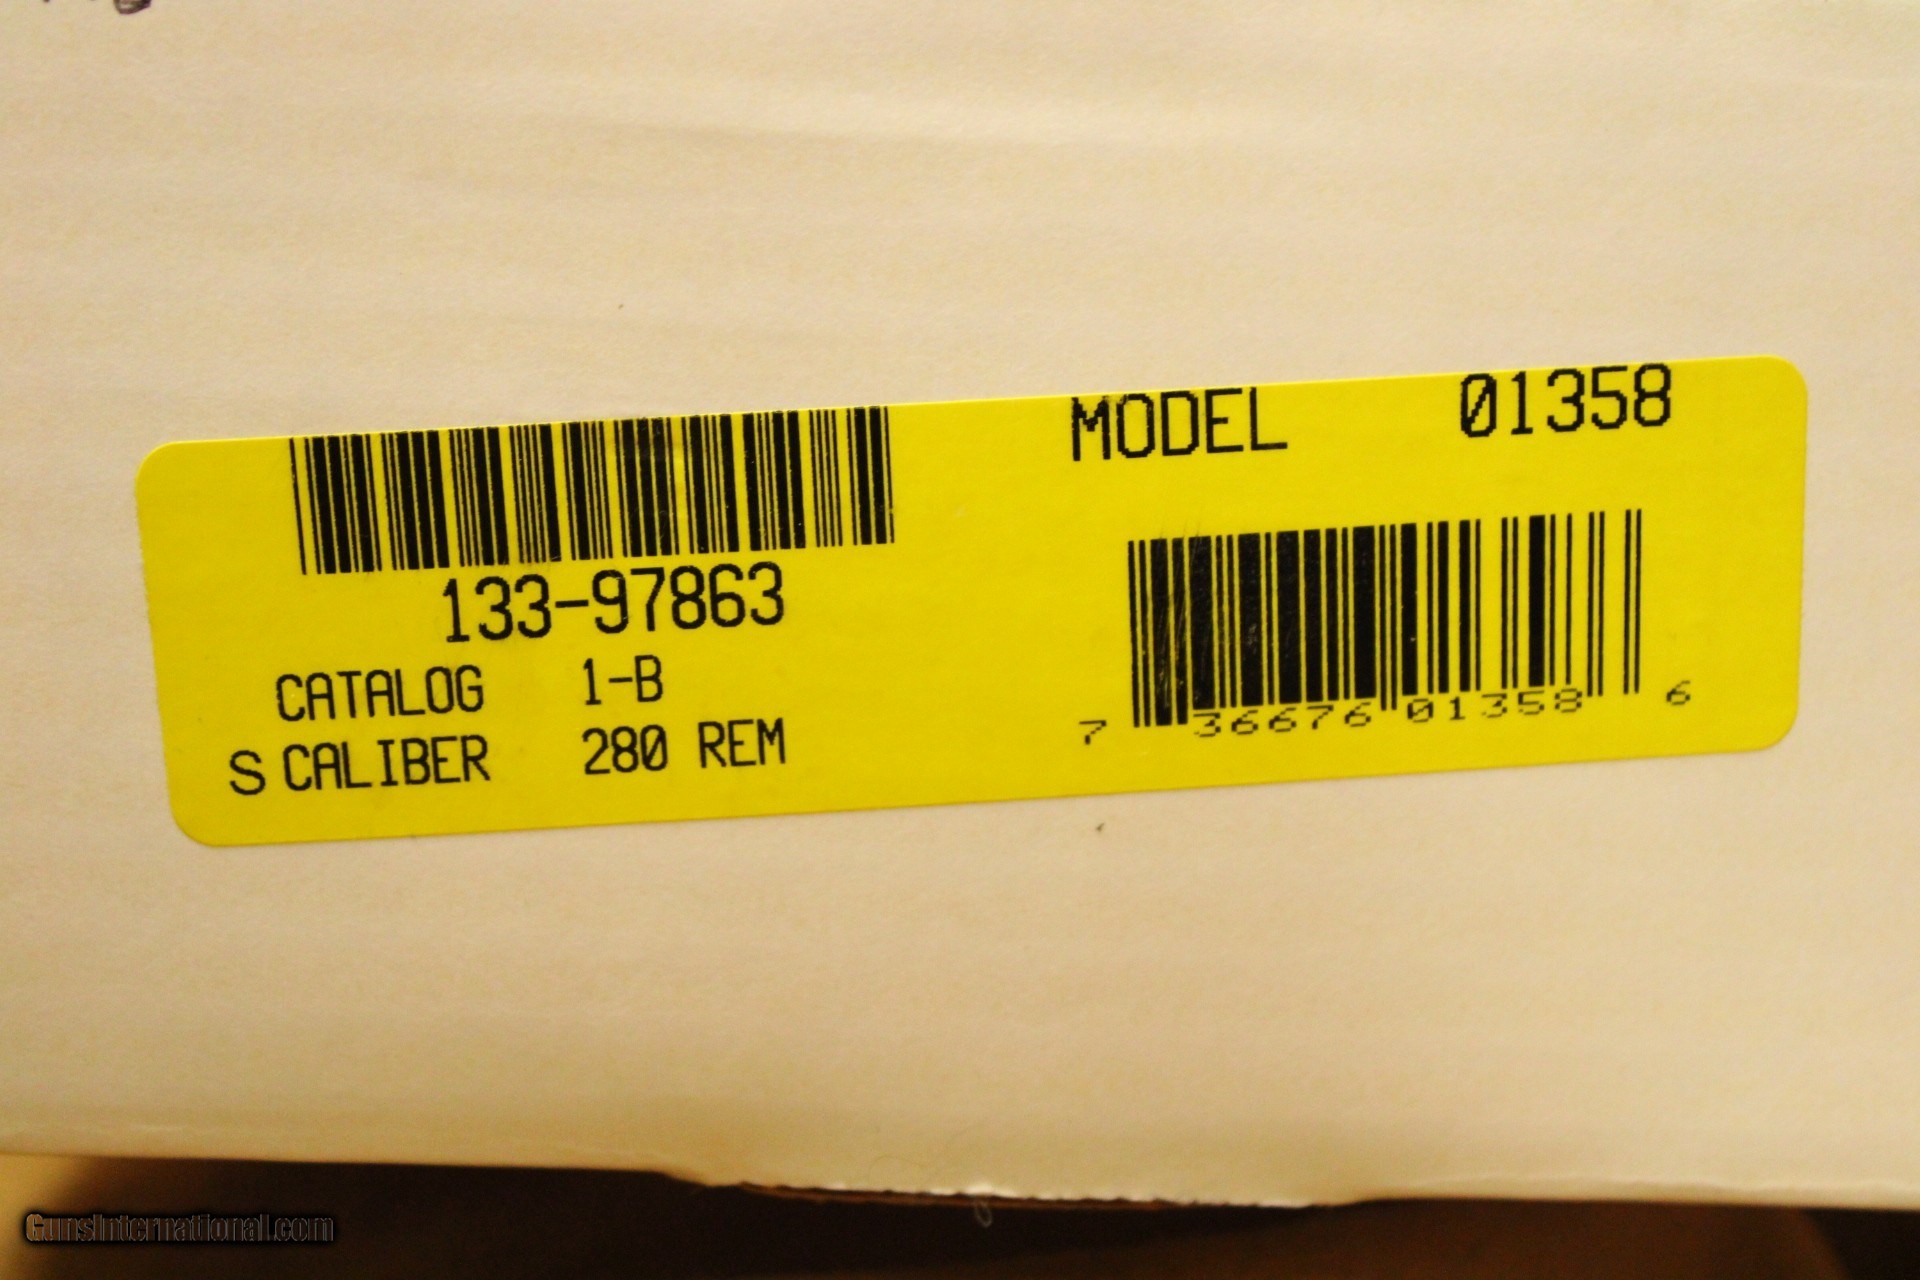 MODEL 01358
133-97863
CATALOG 1-B
S CALIBER 280 REM
7 36676 01358 6
GunsInternational.com